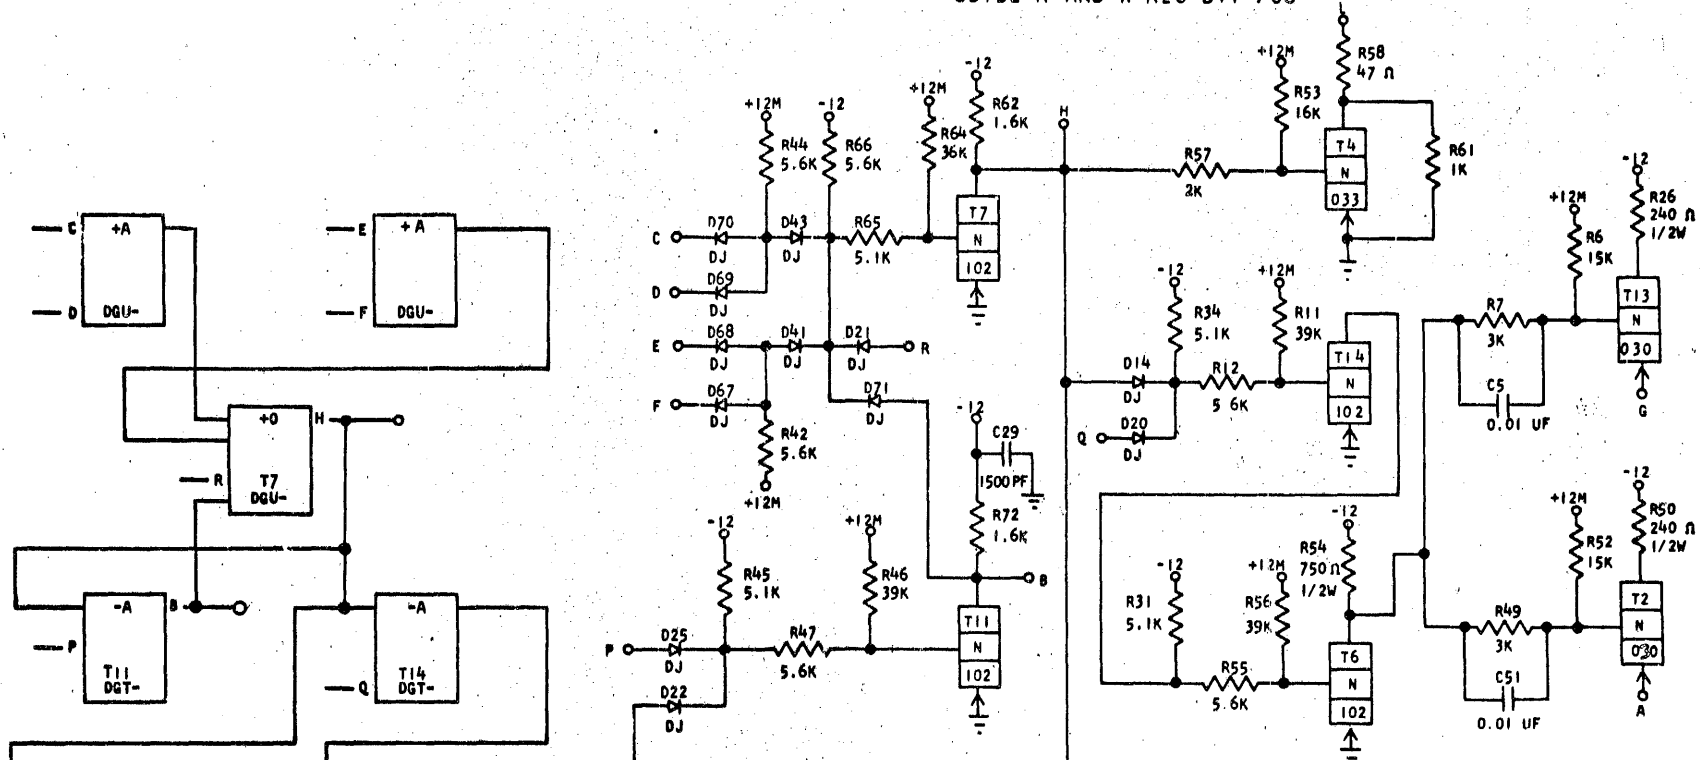 +12M
R58
47 Ω
-12
R53
16K
+12M
R62
1.6K
H
+12M
-12
R64
36K
T4
N
033
R61
1K
R44
5.6K
R66
5.6K
R57
2K
-12
+12M
R26
240 Ω
1/2W
C
+A
E
+A
D70
DJ
D43
DJ
R65
5.1K
T7
N
102
C
R6
15K
D
DGU-
F
DGU-
D
D69
DJ
-12
+12M
R34
5.1K
R11
39K
T13
N
030
R7
3K
E
D68
DJ
D41
DJ
D21
DJ
R
T14
N
102
D14
DJ
R12
5.6K
C5
0.01 UF
G
F
D67
DJ
D71
DJ
+O
H
-12
C29
1500 PF
Q
D20
DJ
R42
5.6K
+12M
R
T7
DGU-
R72
1.6K
-12
+12M
R50
240 Ω
1/2W
-12
+12M
-12
R54
750 Ω
1/2W
R52
15K
R45
5.1K
R46
39K
B
-12
+12M
R31
5.1K
R56
39K
-A
B
-A
T11
N
102
T2
N
030
R49
3K
P
T11
DGT-
Q
T14
DGT-
P
D25
DJ
R47
5.6K
T6
N
102
R55
5.6K
C51
0.01 UF
A
D22
DJ